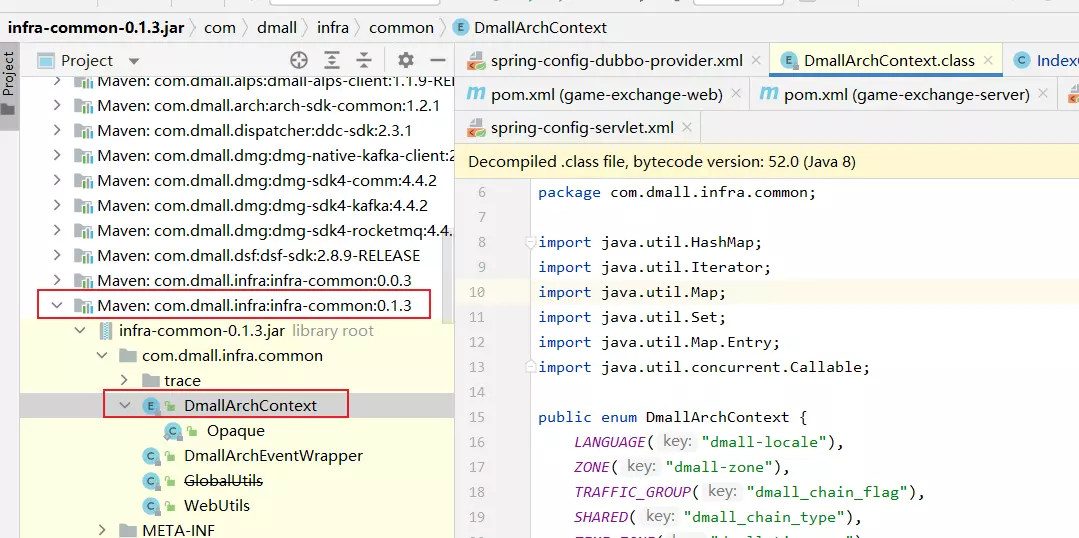 infra-common-0.1.3.jar com dmall infra common DmallArchContext
Project
Project
Maven: com.dmall.alps:dmall-alps-client:1.1.9-REL
Maven: com.dmall.arch:arch-sdk-common:1.2.1
Maven: com.dmall.dispatcher:ddc-sdk:2.3.1
Maven: com.dmall.dmg:dmg-native-kafka-client:2
Maven: com.dmall.dmg:dmg-sdk4-comm:4.4.2
Maven: com.dmall.dmg:dmg-sdk4-kafka:4.4.2
Maven: com.dmall.dmg:dmg-sdk4-rocketmq:4.4.
Maven: com.dmall.dsf:dsf-sdk:2.8.9-RELEASE
Maven: com.dmall.infra:infra-common:0.0.3
Maven: com.dmall.infra:infra-common:0.1.3
infra-common-0.1.3.jar library root
com.dmall.infra.common
trace
DmallArchContext
Opaque
DmallArchEventWrapper
GlobalUtils
WebUtils
META-INF
spring-config-dubbo-provider.xml DmallArchContext.class Index
pom.xml (game-exchange-web) pom.xml (game-exchange-server)
spring-config-servlet.xml
Decompiled .class file, bytecode version: 52.0 (Java 8)
6 package com.dmall.infra.common;
7
8 import java.util.HashMap;
9 import java.util.Iterator;
10 import java.util.Map;
11 import java.util.Set;
12 import java.util.Map.Entry;
13 import java.util.concurrent.Callable;
14
15 public enum DmallArchContext {
16 LANGUAGE( key: "dmall-locale"),
17 ZONE( key: "dmall-zone"),
18 TRAFFIC_GROUP( key: "dmall_chain_flag"),
19 SHARED( key: "dmall_chain_type"),